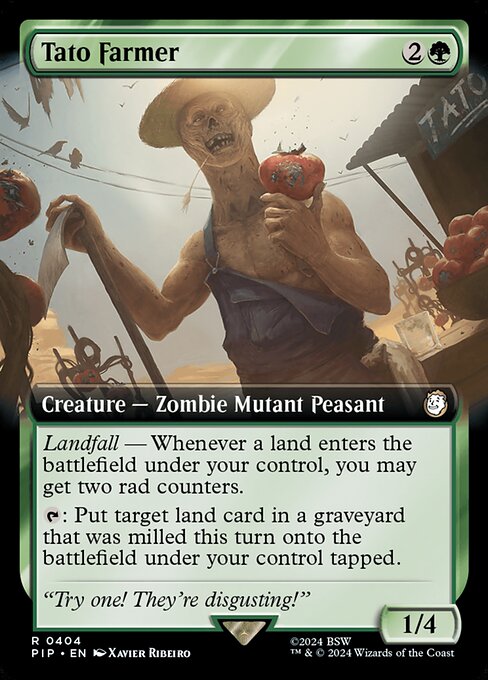 Tato Farmer 2
TATO
Creature — Zombie Mutant Peasant
Landfall — Whenever a land enters the
battlefield under your control, you may
get two rad counters.
: Put target land card in a graveyard
that was milled this turn onto the
battlefield under your control tapped.
“Try one! They’re disgusting!”
1/4
R 0404
PIP • EN Xavier Ribeiro
©2024 BSW
™ & © 2024 Wizards of the Coast